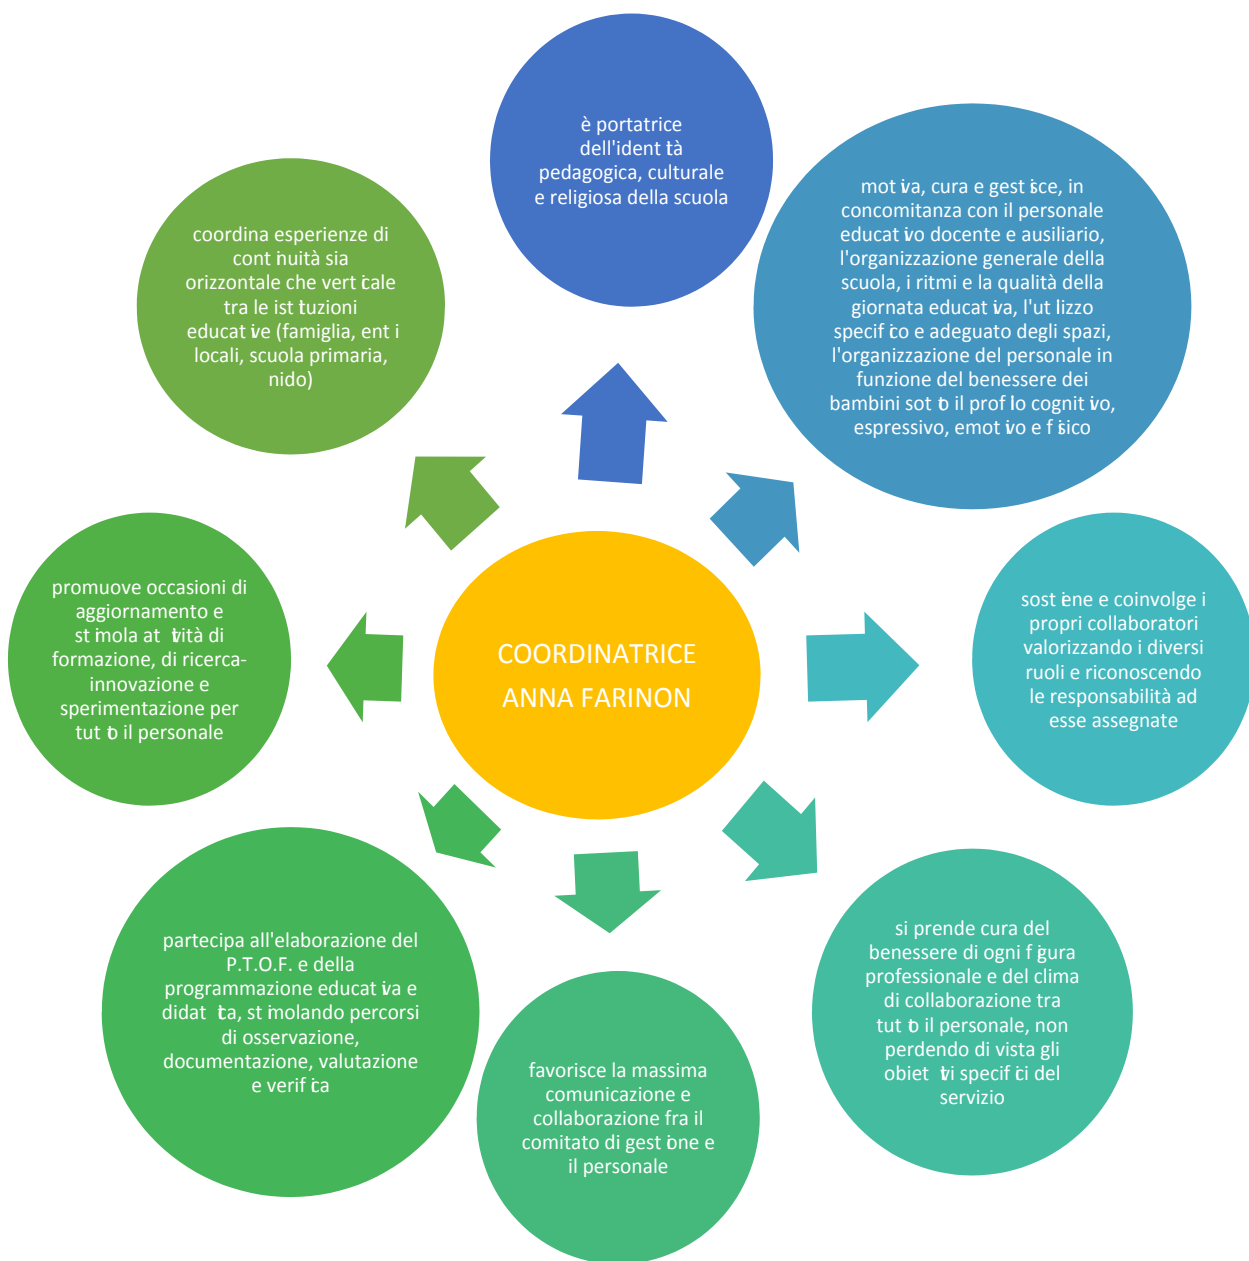 è portatrice
dell'identità
pedagogica, culturale
e religiosa della scuola
motiva, cura e gestisce, in
concomitanza con il personale
educativo docente e ausiliario,
l'organizzazione generale della
scuola, i ritmi e la qualità della
giornata educativa, l'utilizzo
specifico e adeguato degli spazi,
l'organizzazione del personale in
funzione del benessere dei
bambini sotto il profilo cognitivo,
espressivo, emotivo e fisico
sostiene e coinvolge i
propri collaboratori
valorizzando i diversi
ruoli e riconoscendo
le responsabilità ad
esse assegnate
si prende cura del
benessere di ogni figura
professionale e del clima
di collaborazione tra
tutto il personale, non
perdendo di vista gli
obiettivi specifici del
servizio
favorisce la massima
comunicazione e
collaborazione fra il
comitato di gestione e
il personale
partecipa all'elaborazione del
P.T.O.F. e della
programmazione educativa e
didattica, stimolando percorsi
di osservazione,
documentazione, valutazione
e verifica
promuove occasioni di
aggiornamento e
stimola attività di
formazione, di ricerca-
innovazione e
sperimentazione per
tutto il personale
coordina esperienze di
continuità sia
orizzontale che verticale
tra le istituzioni
educative (famiglia, enti
locali, scuola primaria,
nido)
COORDINATRICE
ANNA FARINON